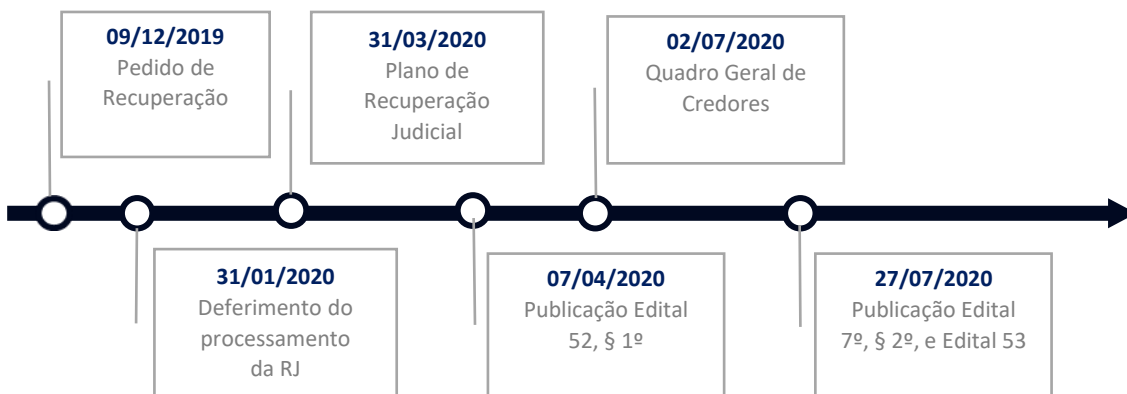 09/12/2019
Pedido de
Recuperação
31/03/2020
Plano de
Recuperação
Judicial
02/07/2020
Quadro Geral de
Credores
31/01/2020
Deferimento do
processamento
da RJ
07/04/2020
Publicação Edital
52, § 1º
27/07/2020
Publicação Edital
7º, § 2º, e Edital 53